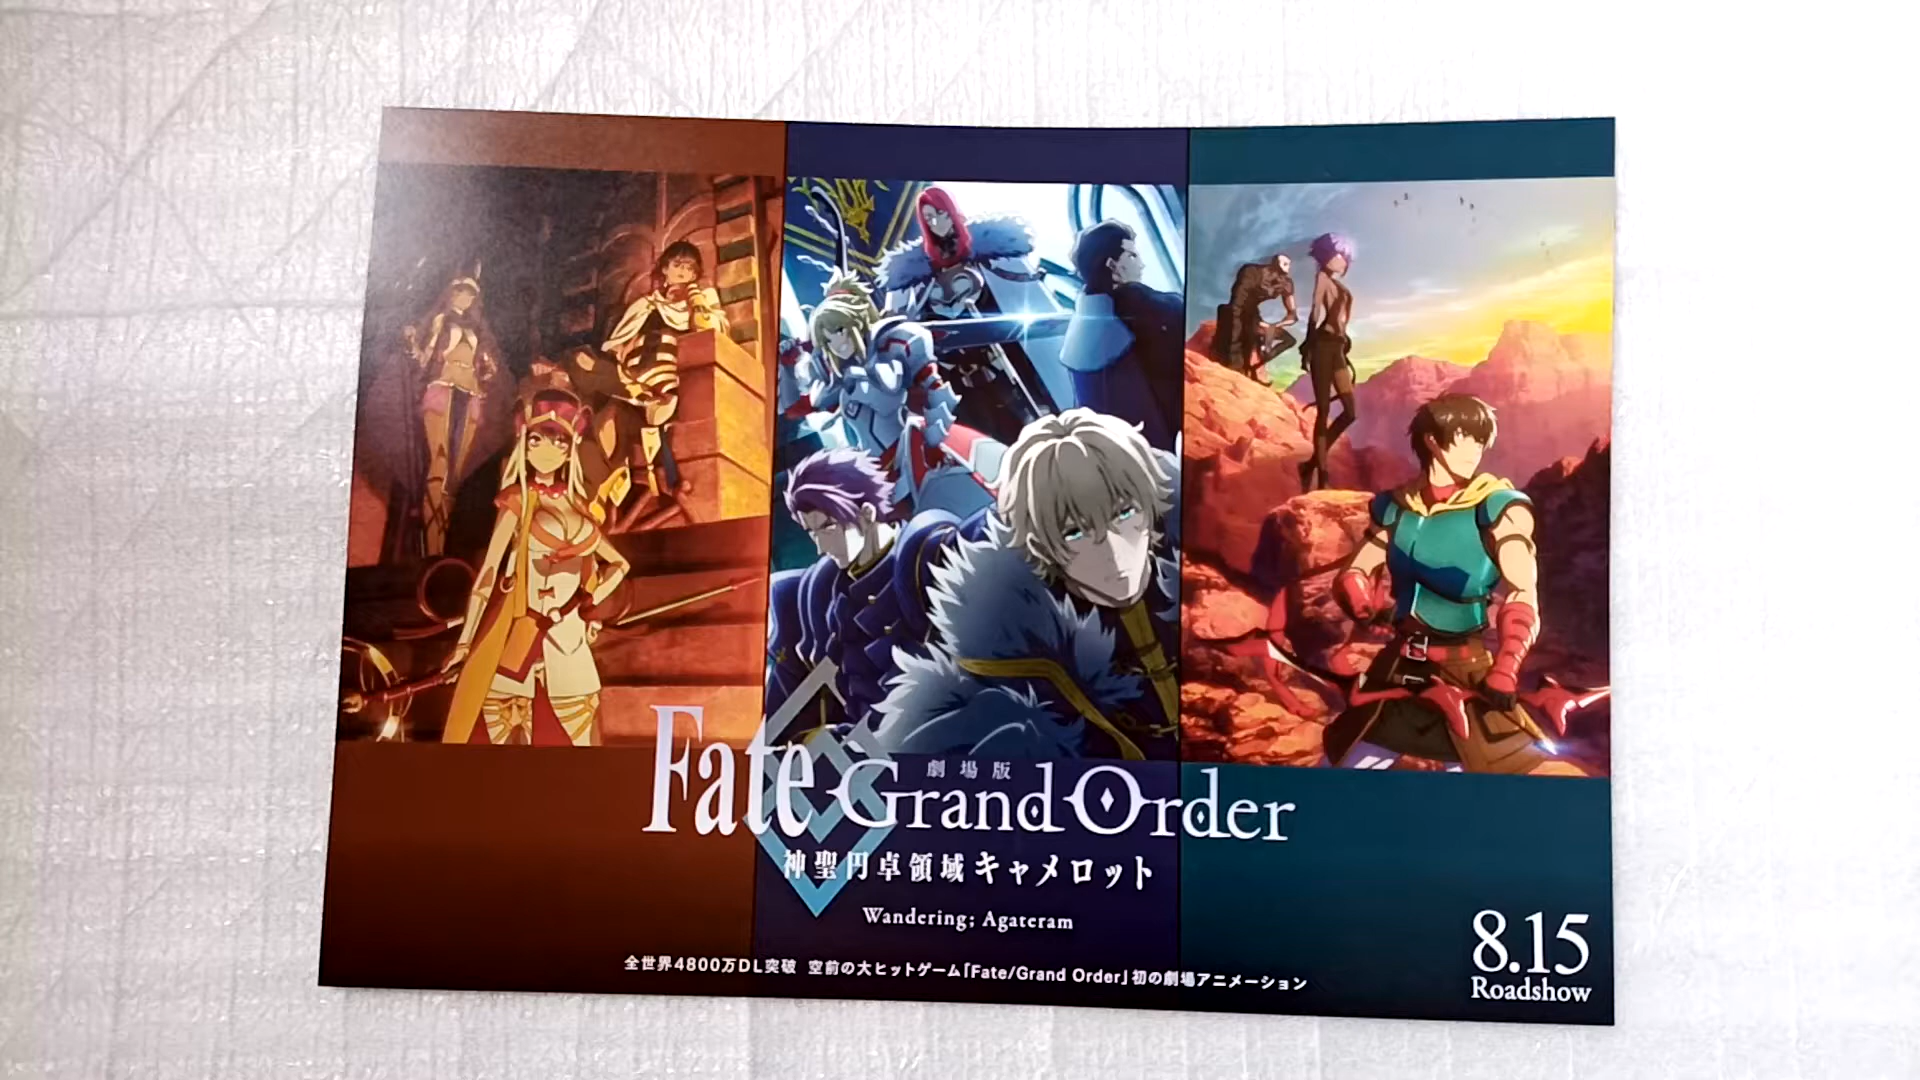 劇場版
Fate Grand Order
神聖円卓領域キャメロット
Wandering; Agateram
全世界4800万DL突破 空前の大ヒットゲーム「Fate/Grand Order」初の劇場アニメーション
8.15
Roadshow